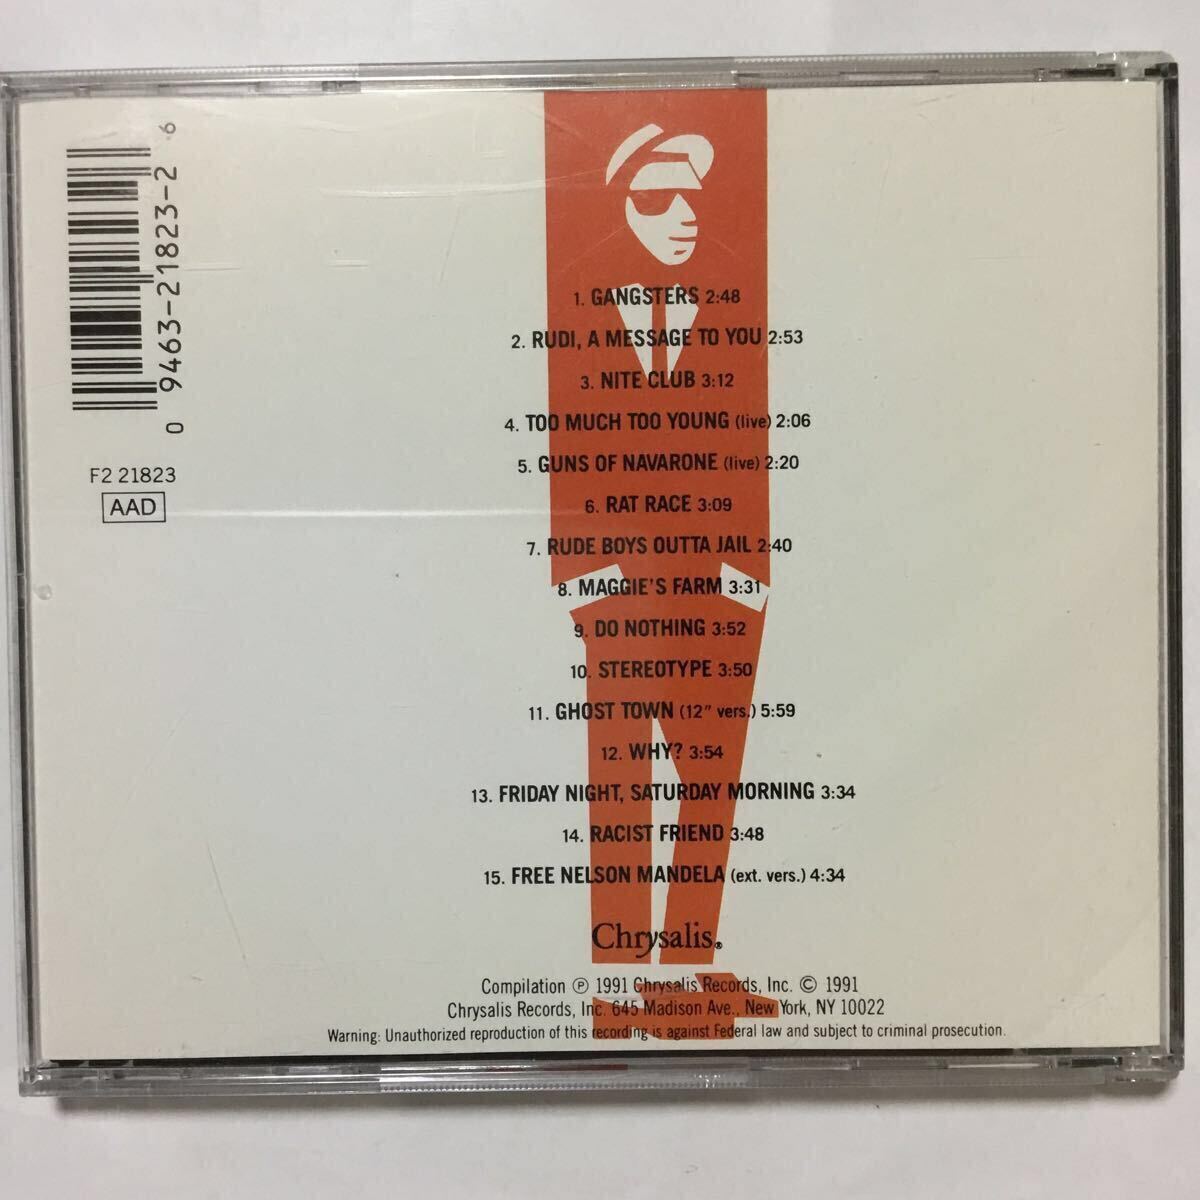 0 9463-21823-2 6
F2 21823
AAD
1. GANGSTERS 2:48
2. RUDI, A MESSAGE TO YOU 2:53
3. NITE CLUB 3:12
4. TOO MUCH TOO YOUNG (live) 2:06
5. GUNS OF NAVARONE (live) 2:20
6. RAT RACE 3:09
7. RUDE BOYS OUTTA JAIL 2:40
8. MAGGIE'S FARM 3:31
9. DO NOTHING 3:52
10. STEREOTYPE 3:50
11. GHOST TOWN (12" vers.) 5:59
12. WHY? 3:54
13. FRIDAY NIGHT, SATURDAY MORNING 3:34
14. RACIST FRIEND 3:48
15. FREE NELSON MANDELA (ext. vers.) 4:34
Chrysalis®
Compilation ℗ 1991 Chrysalis Records, Inc. © 1991
Chrysalis Records, Inc. 645 Madison Ave., New York, NY 10022
Warning: Unauthorized reproduction of this recording is against Federal law and subject to criminal prosecution.